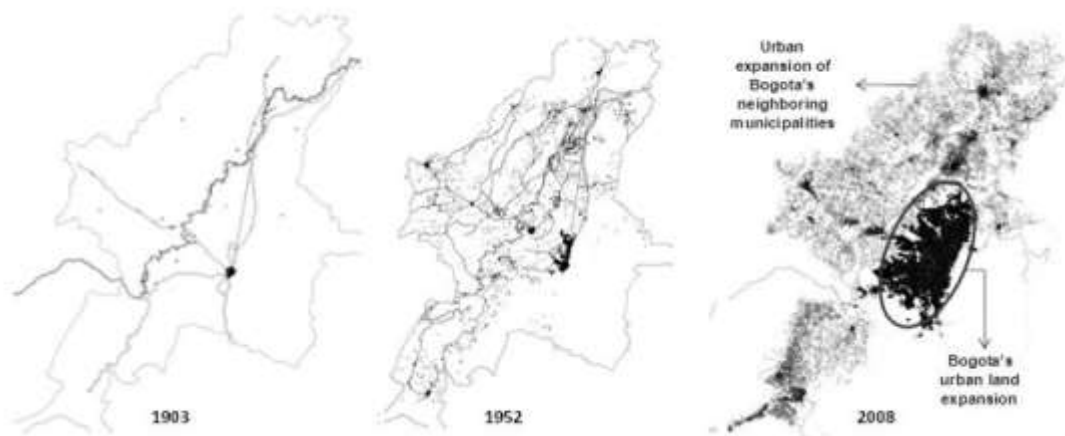 Urban
expansion of
Bogota's
neighboring
municipalities
Bogota's
urban land
expansion
1903
1952
2008